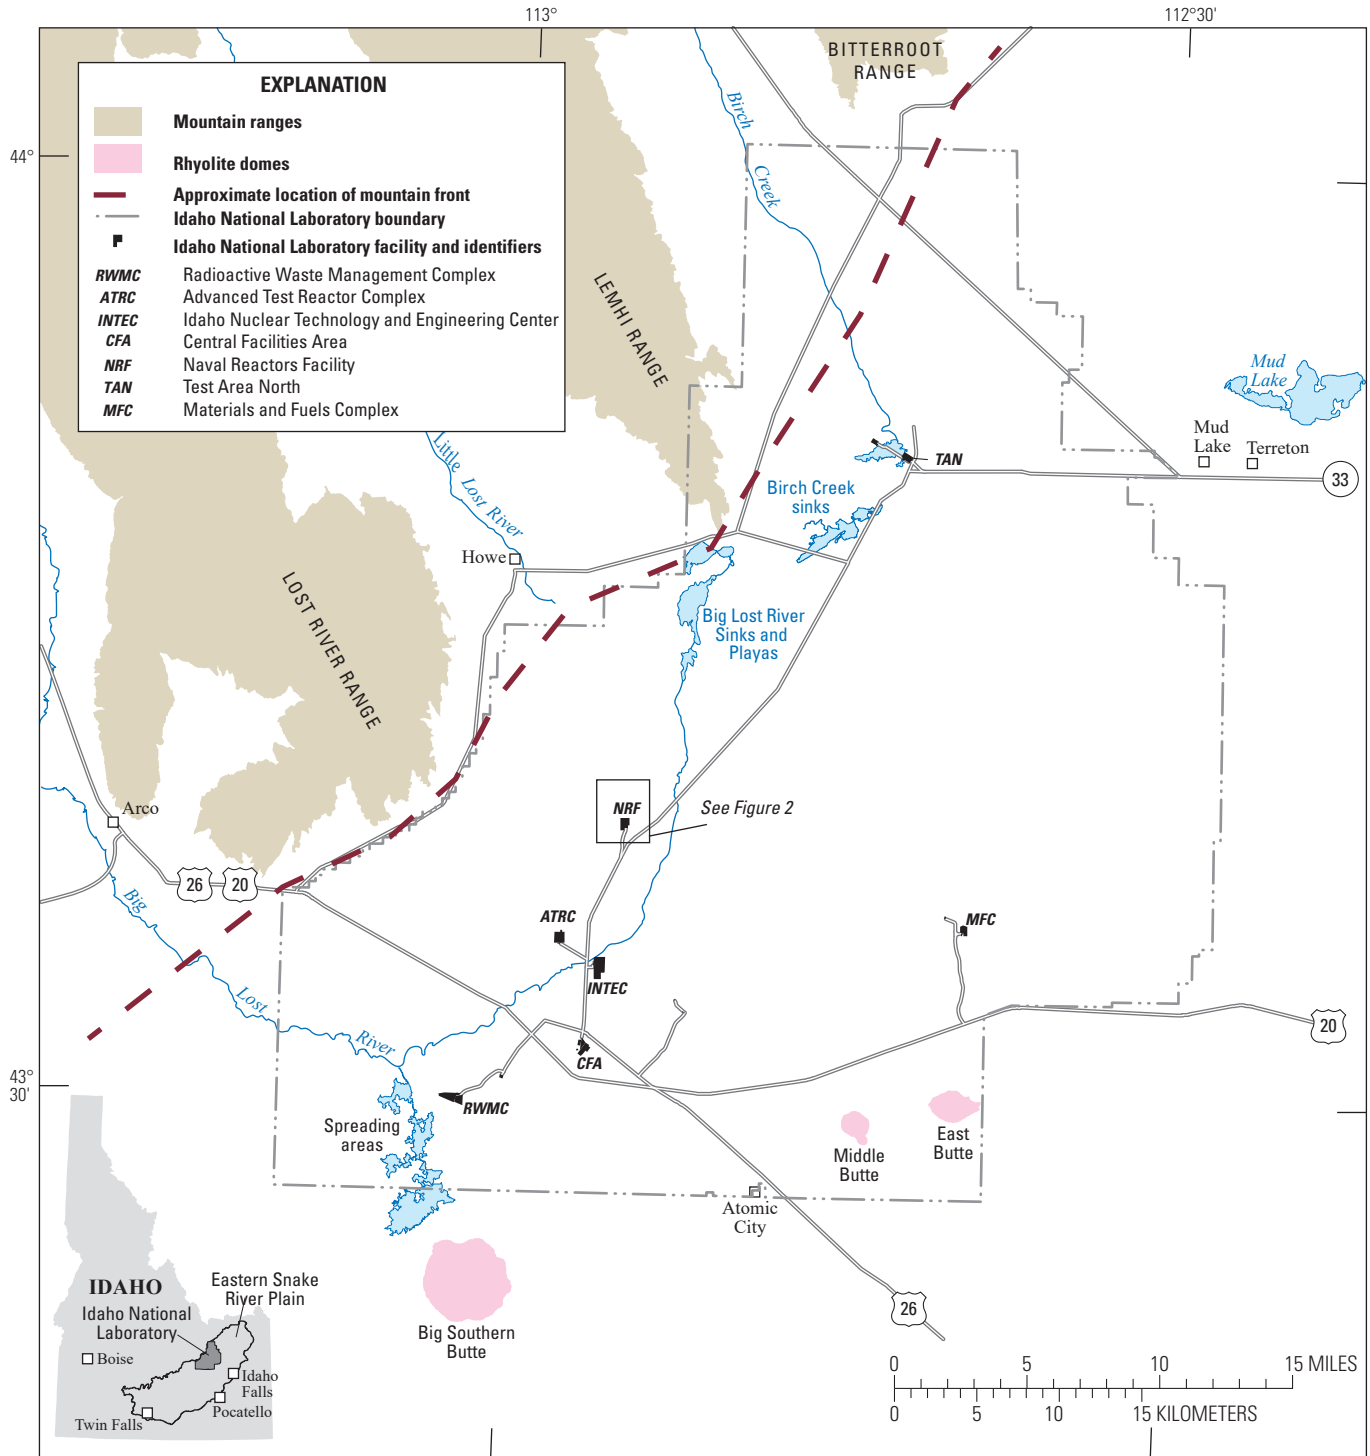 113°
112°30'
BITTERROOT
RANGE
EXPLANATION
Mountain ranges
Rhyolite domes
Approximate location of mountain front
Idaho National Laboratory boundary
Idaho National Laboratory facility and identifiers
RWMC Radioactive Waste Management Complex
ATRC Advanced Test Reactor Complex
INTEC Idaho Nuclear Technology and Engineering Center
CFA Central Facilities Area
NRF Naval Reactors Facility
TAN Test Area North
MFC Materials and Fuels Complex
44°
Birch
Creek
LEMHI RANGE
Mud
Lake
Mud
Lake
Terreton
33
TAN
Birch Creek
sinks
Little
Lost River
Howe
LOST RIVER RANGE
Big Lost River
Sinks and
Playas
NRF
See Figure 2
Arco
26
20
Big
Lost
River
ATRC
INTEC
MFC
20
CFA
43°
30'
RWMC
Spreading
areas
Middle
Butte
East
Butte
Atomic
City
26
Big Southern
Butte
IDAHO
Eastern Snake
River Plain
Idaho National
Laboratory
Boise
Idaho
Falls
Pocatello
Twin Falls
0 5 10 15 MILES
0 5 10 15 KILOMETERS